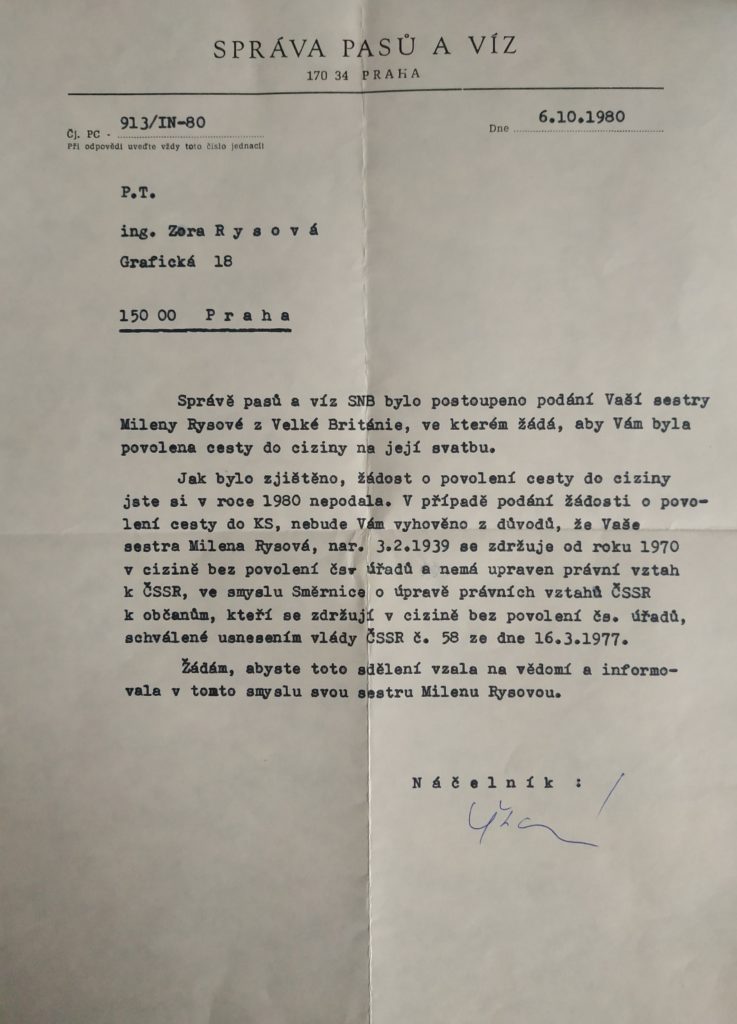 SPRÁVA PASŮ A VÍZ
170 34 PRAHA
Čj. PC - 913/IN-80
Dne 6.10.1980
Při odpovědi uveďte vždy toto číslo jednací!
P.T.
ing. Zora R y s o v á
Grafická 18
150 00 P r a h a
Správě pasů a víz SNB bylo postoupeno podání Vaší sestry
Mileny Rysové z Velké Británie, ve kterém žádá, aby Vám byla
povolena cesty do ciziny na její svatbu.
Jak bylo zjištěno, žádost o povolení cesty do ciziny
jste si v roce 1980 nepodala. V případě podání žádosti o povo-
lení cesty do KS, nebude Vám vyhověno z důvodů, že Vaše
sestra Milena Rysová, nar. 3.2.1939 se zdržuje od roku 1970
v cizině bez povolení čs. úřadů a nemá upraven právní vztah
k ČSSR, ve smyslu Směrnice o úpravě právních vztahů ČSSR
k občanům, kteří se zdržují v cizině bez povolení čs. úřadů,
schválené usnesením vlády ČSSR č. 58 ze dne 16.3.1977.
Žádám, abyste toto sdělení vzala na vědomí a informo-
vala v tomto smyslu svou sestru Milenu Rysovou.
N á č e l n í k :